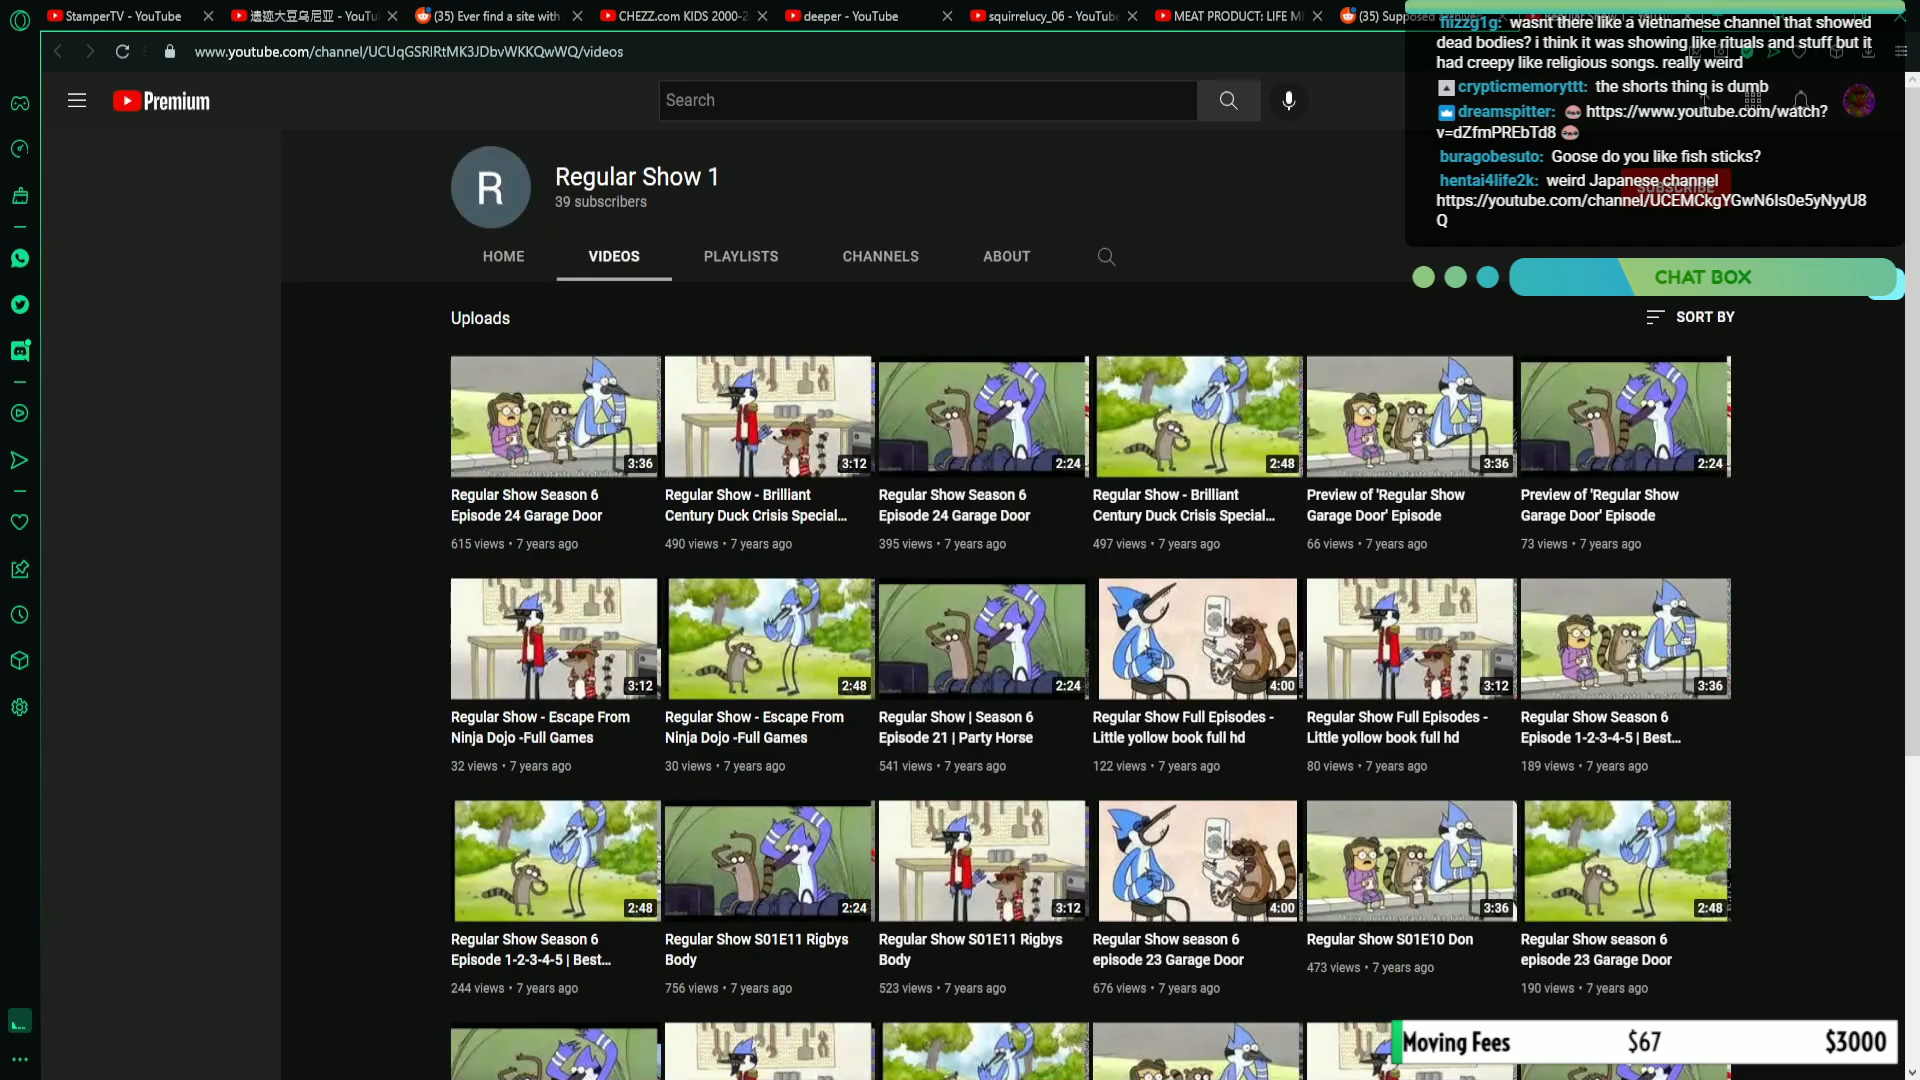 StamperTV - YouTube
遗迹大豆乌尼亚 - YouTu
(35) Ever find a site with
CHEZZ.com KIDS 2000-2
deeper - YouTube
squirrelucy_06 - YouTube
MEAT PRODUCT: LIFE M
(35) Supposed
www.youtube.com/channel/UCUqGSRlRtMK3JDbvWKKQwWQ/videos
Premium
Search
fiizzg1g: wasnt there like a vietnamese channel that showed
dead bodies? i think it was showing like rituals and stuff but it
had creepy like religious songs. really weird
crypticmemoryttt: the shorts thing is dumb
dreamspitter: https://www.youtube.com/watch?
v=dZfmPREbTd8
buragobesuto: Goose do you like fish sticks?
hentai4life2k: weird Japanese channel
https://youtube.com/channel/UCEMCkgYGwN6Is0e5yNyyU8
Q
SUBSCRIBE
CHAT BOX
R
Regular Show 1
39 subscribers
HOME
VIDEOS
PLAYLISTS
CHANNELS
ABOUT
Uploads
SORT BY
3:36
3:12
2:24
2:48
3:36
2:24
Regular Show Season 6
Episode 24 Garage Door
615 views • 7 years ago
Regular Show - Brilliant
Century Duck Crisis Special...
490 views • 7 years ago
Regular Show Season 6
Episode 24 Garage Door
395 views • 7 years ago
Regular Show - Brilliant
Century Duck Crisis Special...
497 views • 7 years ago
Preview of 'Regular Show
Garage Door' Episode
66 views • 7 years ago
Preview of 'Regular Show
Garage Door' Episode
73 views • 7 years ago
3:12
2:48
2:24
4:00
3:12
3:36
Regular Show - Escape From
Ninja Dojo -Full Games
32 views • 7 years ago
Regular Show - Escape From
Ninja Dojo -Full Games
30 views • 7 years ago
Regular Show | Season 6
Episode 21 | Party Horse
541 views • 7 years ago
Regular Show Full Episodes -
Little yollow book full hd
122 views • 7 years ago
Regular Show Full Episodes -
Little yollow book full hd
80 views • 7 years ago
Regular Show Season 6
Episode 1-2-3-4-5 | Best...
189 views • 7 years ago
2:48
2:24
3:12
4:00
3:36
2:48
Regular Show Season 6
Episode 1-2-3-4-5 | Best...
244 views • 7 years ago
Regular Show S01E11 Rigbys
Body
756 views • 7 years ago
Regular Show S01E11 Rigbys
Body
523 views • 7 years ago
Regular Show season 6
episode 23 Garage Door
676 views • 7 years ago
Regular Show S01E10 Don
473 views • 7 years ago
Regular Show season 6
episode 23 Garage Door
190 views • 7 years ago
Moving Fees
$67
$3000